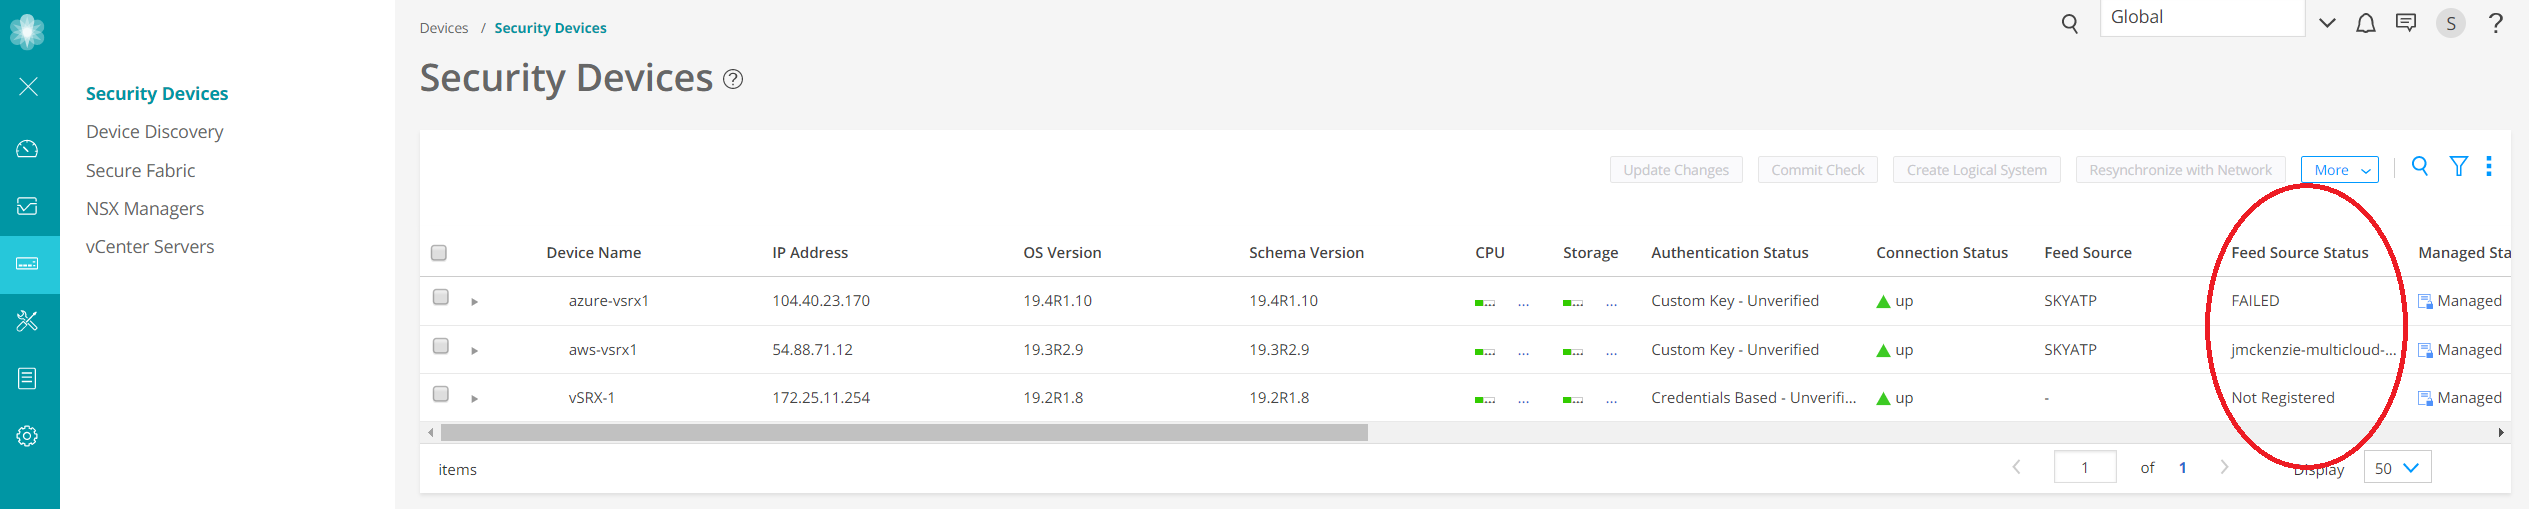 Devices / Security Devices
Global
S ?
Security Devices ?
Security Devices
Device Discovery
Secure Fabric
NSX Managers
vCenter Servers
Update Changes Commit Check Create Logical System Resynchronize with Network More
Device Name IP Address OS Version Schema Version CPU Storage Authentication Status Connection Status Feed Source Feed Source Status Managed Sta
azure-vsrx1 104.40.23.170 19.4R1.10 19.4R1.10 ... ... ... ... Custom Key - Unverified up SKYATP FAILED Managed
aws-vsrx1 54.88.71.12 19.3R2.9 19.3R2.9 ... ... ... ... Custom Key - Unverified up SKYATP jmckenzie-multicloud-... Managed
vSRX-1 172.25.11.254 19.2R1.8 19.2R1.8 ... ... ... ... Credentials Based - Unverifi... up - Not Registered Managed
items 1 of 1 Display 50